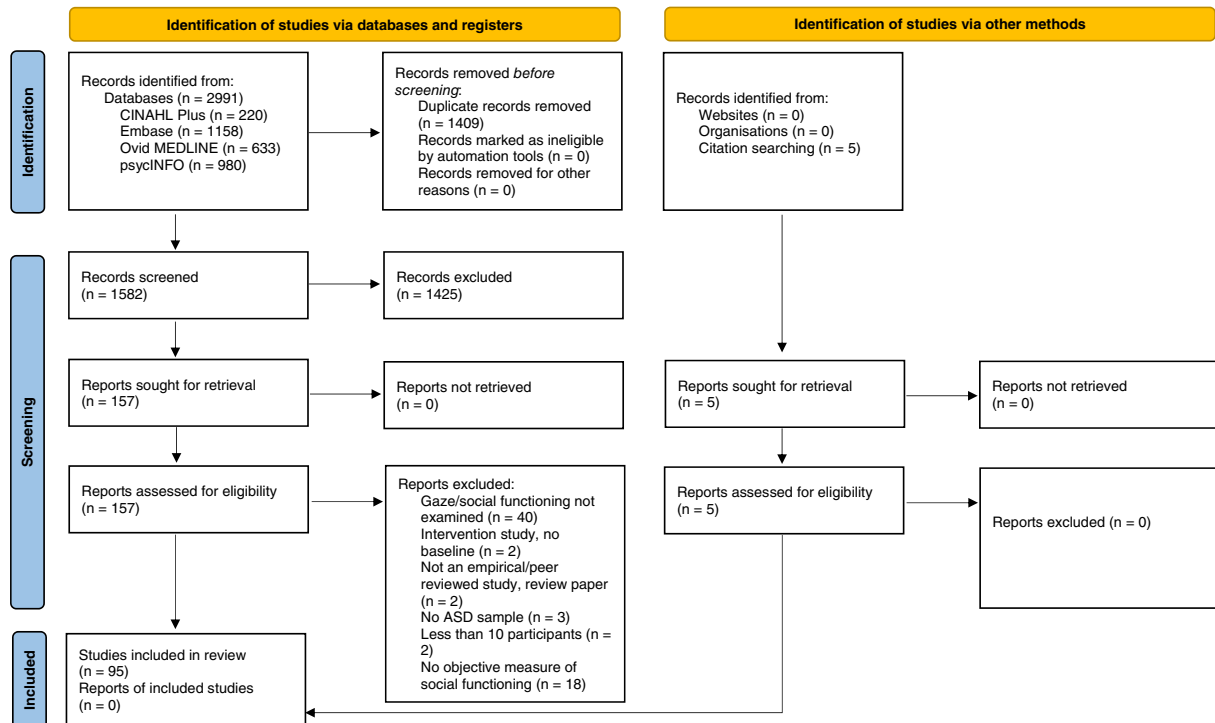 Identification of studies via databases and registers
Identification of studies via other methods
Identification
Records identified from:
Databases (n = 2991)
CINAHL Plus (n = 220)
Embase (n = 1158)
Ovid MEDLINE (n = 633)
psycINFO (n = 980)
Records removed before
screening:
Duplicate records removed
(n = 1409)
Records marked as ineligible
by automation tools (n = 0)
Records removed for other
reasons (n = 0)
Records identified from:
Websites (n = 0)
Organisations (n = 0)
Citation searching (n = 5)
Screening
Records screened
(n = 1582)
Records excluded
(n = 1425)
Reports sought for retrieval
(n = 157)
Reports not retrieved
(n = 0)
Reports sought for retrieval
(n = 5)
Reports not retrieved
(n = 0)
Reports assessed for eligibility
(n = 157)
Reports excluded:
Gaze/social functioning not
examined (n = 40)
Intervention study, no
baseline (n = 2)
Not an empirical/peer
reviewed study, review paper
(n = 2)
No ASD sample (n = 3)
Less than 10 participants (n =
2)
No objective measure of
social functioning (n = 18)
Reports assessed for eligibility
(n = 5)
Reports excluded (n = 0)
Included
Studies included in review
(n = 95)
Reports of included studies
(n = 0)